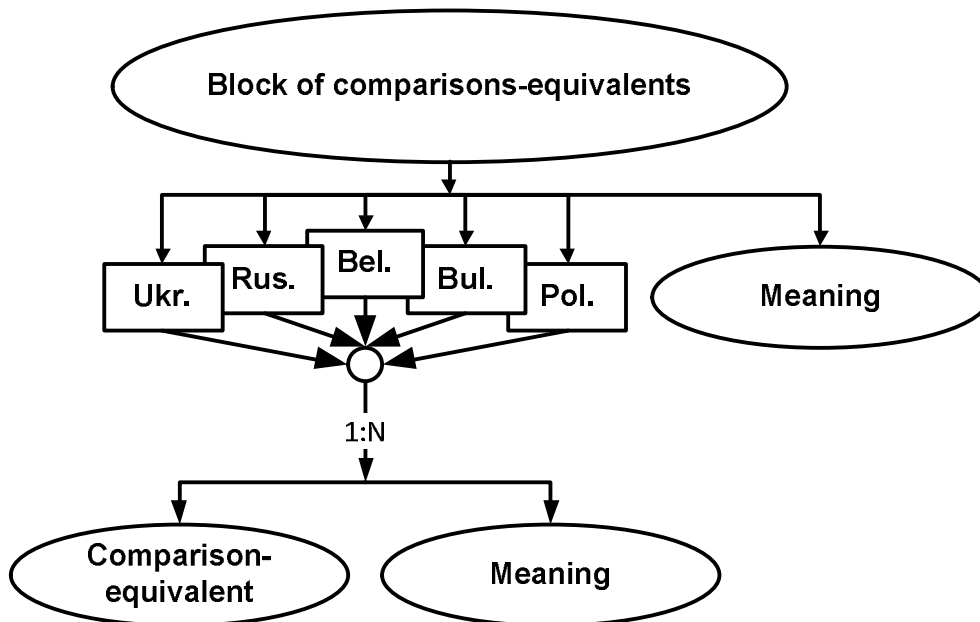 Block of comparisons-equivalents
Ukr.
Rus.
Bel.
Bul.
Pol.
Meaning
1:N
Comparison-
equivalent
Meaning